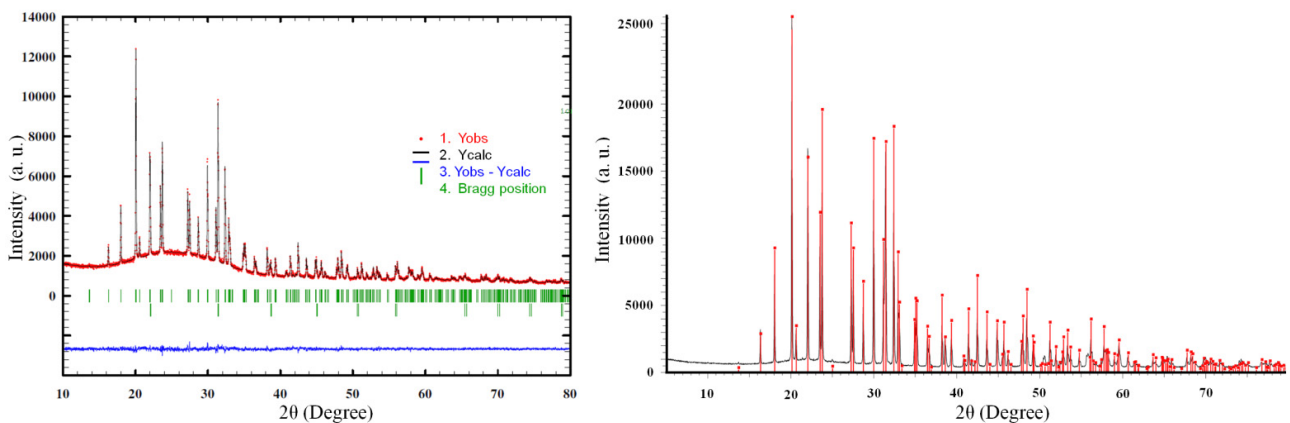 14000
12000
10000
8000
6000
4000
2000
0
Intensity (a. u.)
1. Yobs
2. Ycalc
3. Yobs - Ycalc
4. Bragg position
10 20 30 40 50 60 70 80
2θ (Degree)
25000
20000
15000
10000
5000
0
Intensity (a. u.)
10 20 30 40 50 60 70
2θ (Degree)